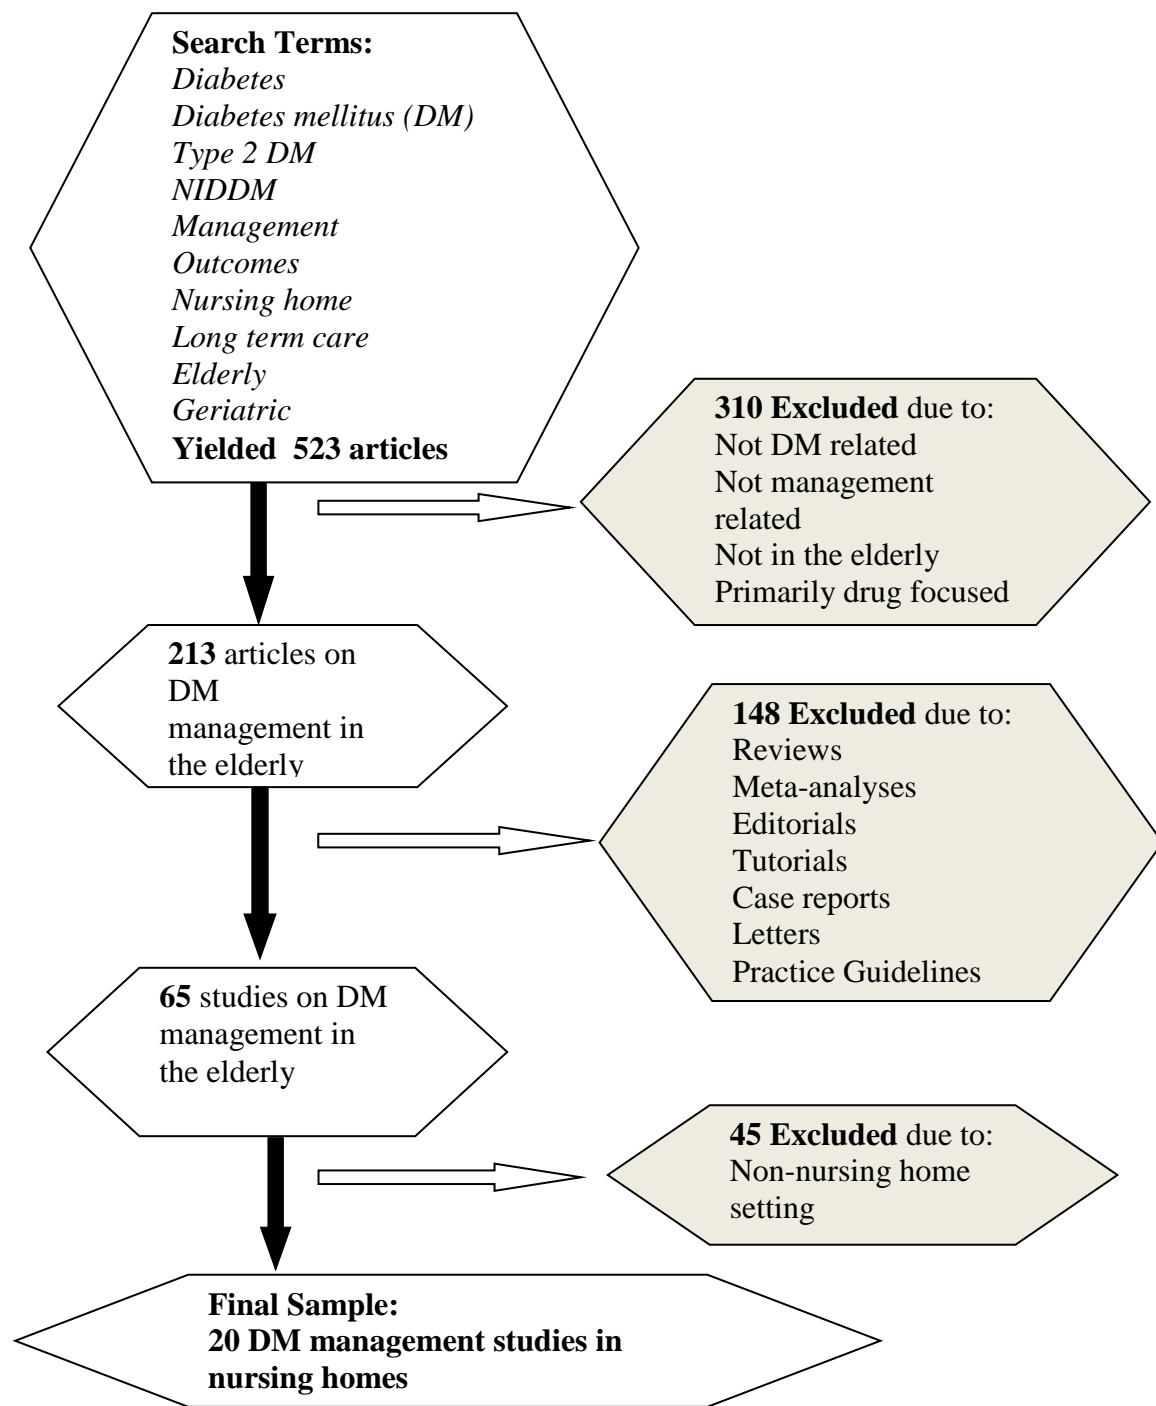 Search Terms:
Diabetes
Diabetes mellitus (DM)
Type 2 DM
NIDDM
Management
Outcomes
Nursing home
Long term care
Elderly
Geriatric
Yielded  523 articles
310 Excluded due to:
Not DM related
Not management
related
Not in the elderly
Primarily drug focused
213 articles on
DM
management in
the elderly
148 Excluded due to:
Reviews
Meta-analyses
Editorials
Tutorials
Case reports
Letters
Practice Guidelines
65 studies on DM
management in
the elderly
45 Excluded due to:
Non-nursing home
setting
Final Sample:
20 DM management studies in
nursing homes